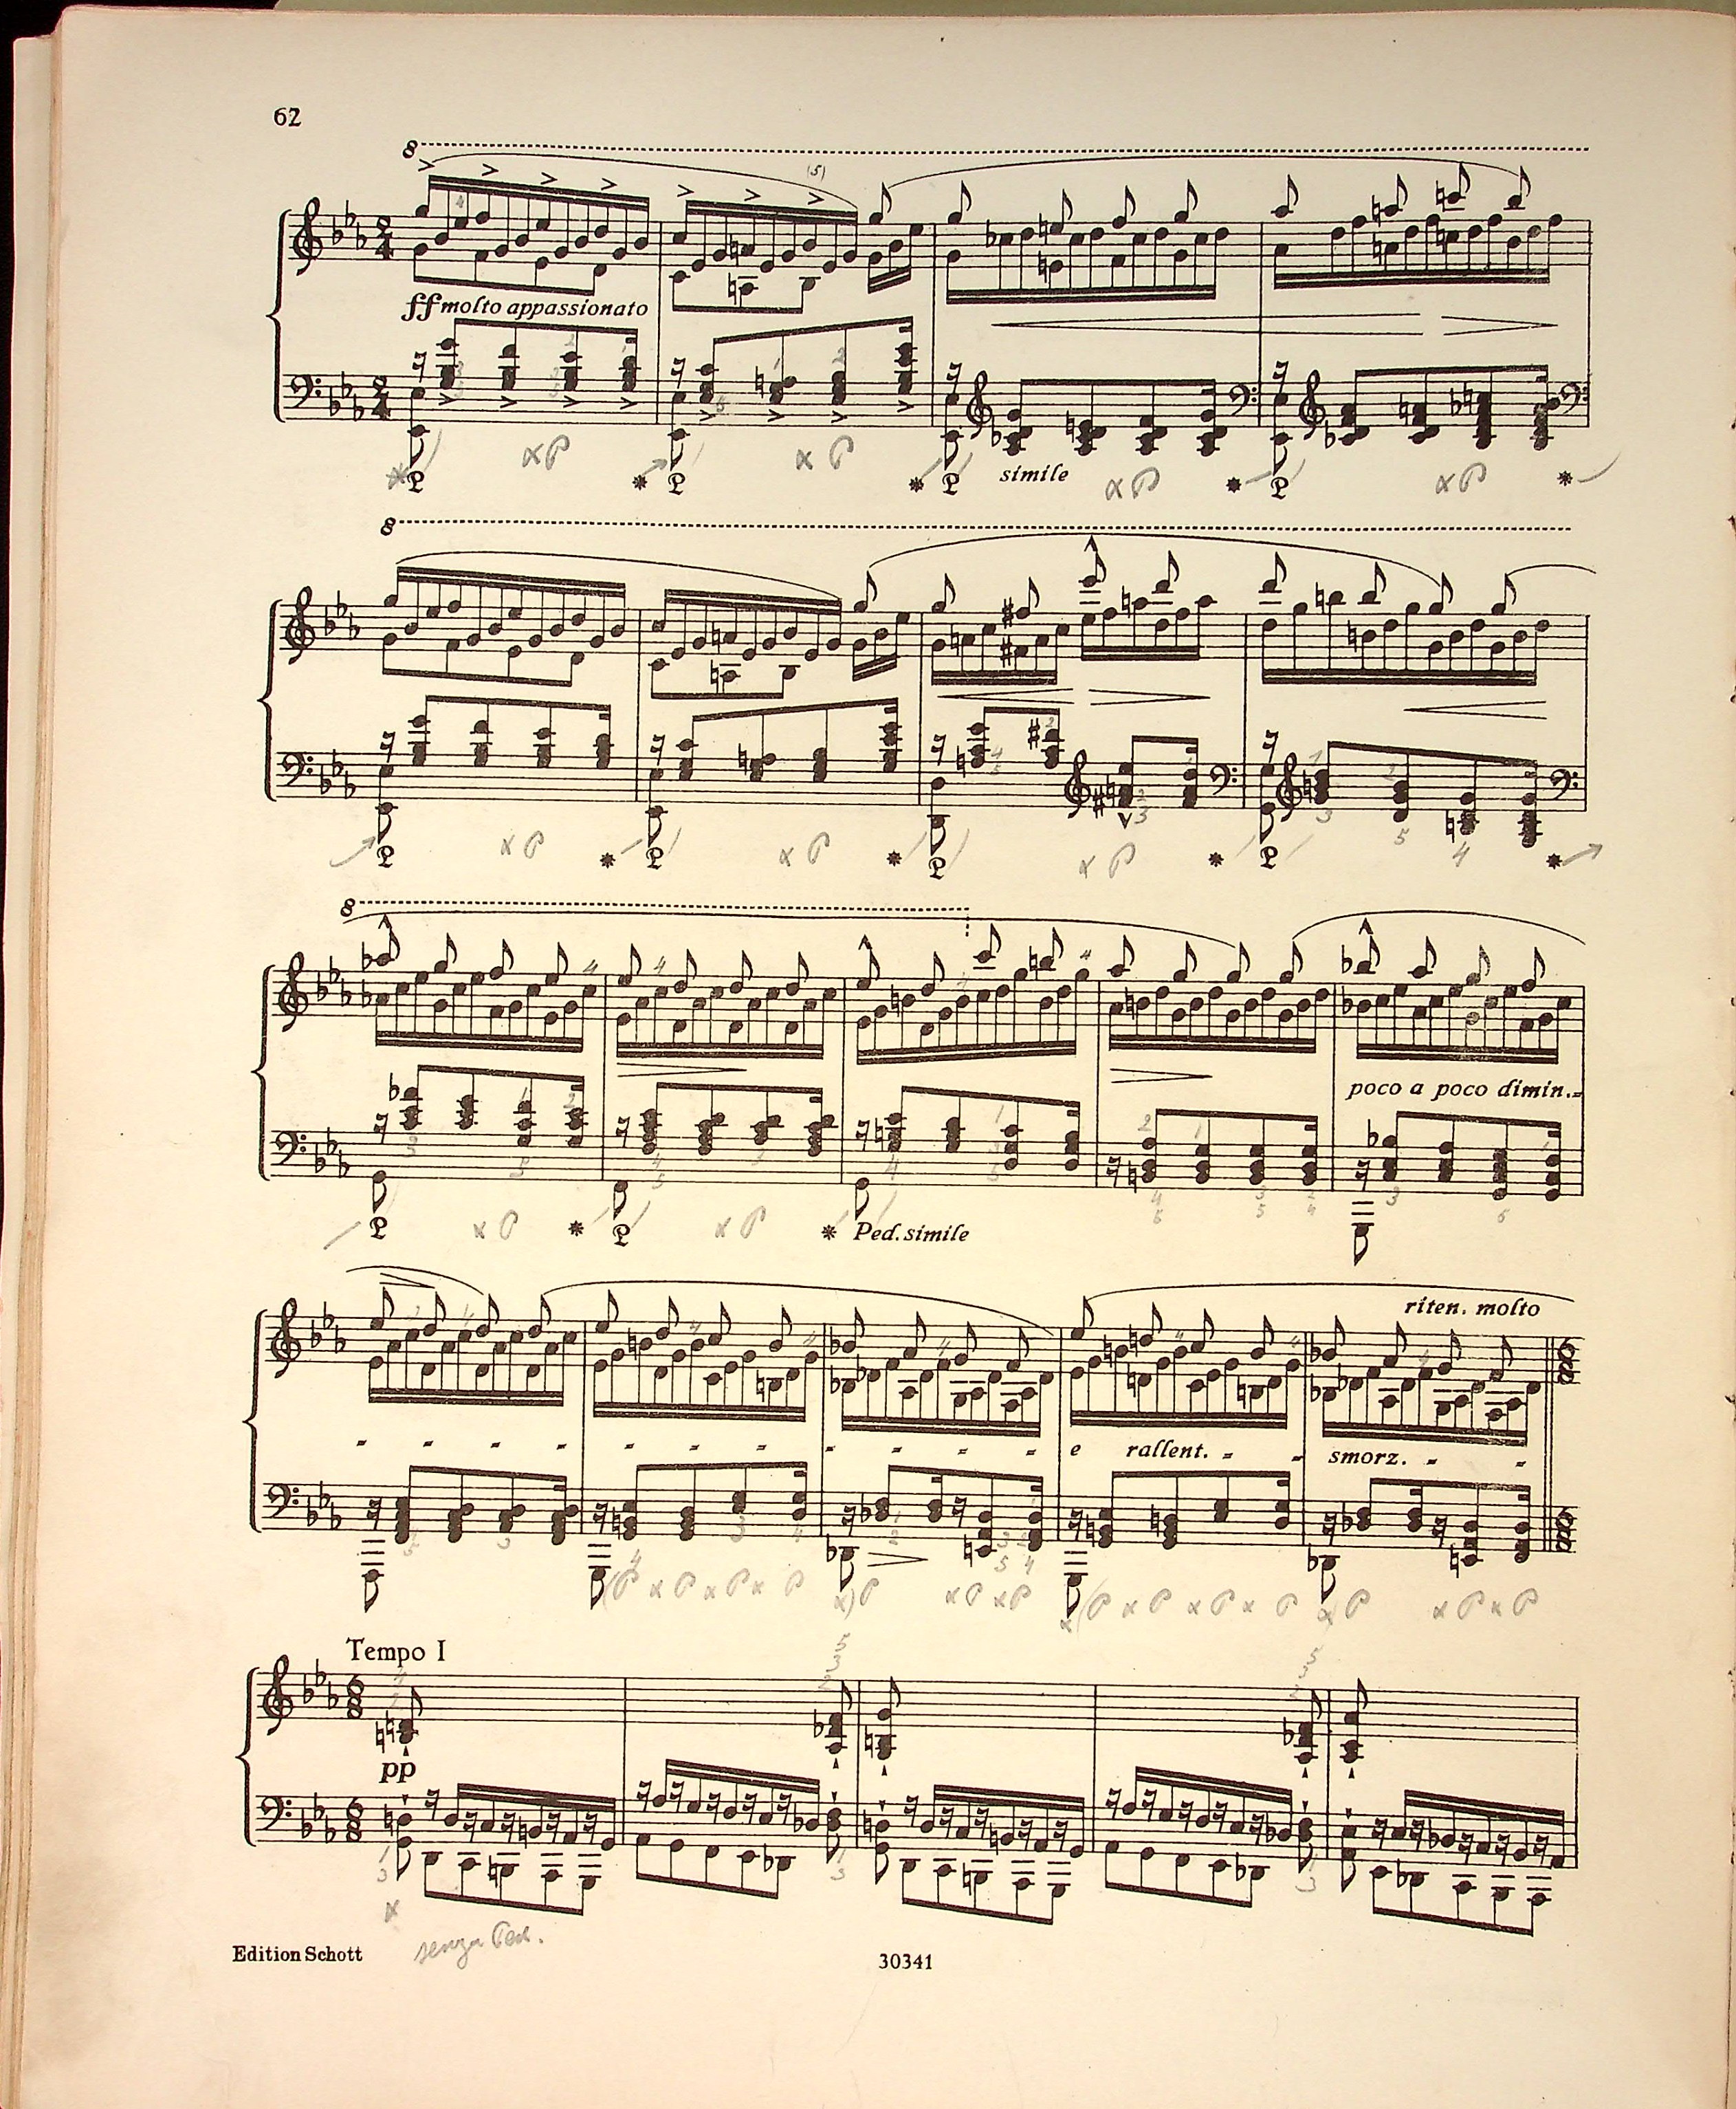 62
8
(5)
ff molto appassionato
simile
8
8
poco a poco dimin.
Ped. simile
riten. molto
e rallent. smorz.
Tempo I
pp
senza Ped.
Edition Schott 30341